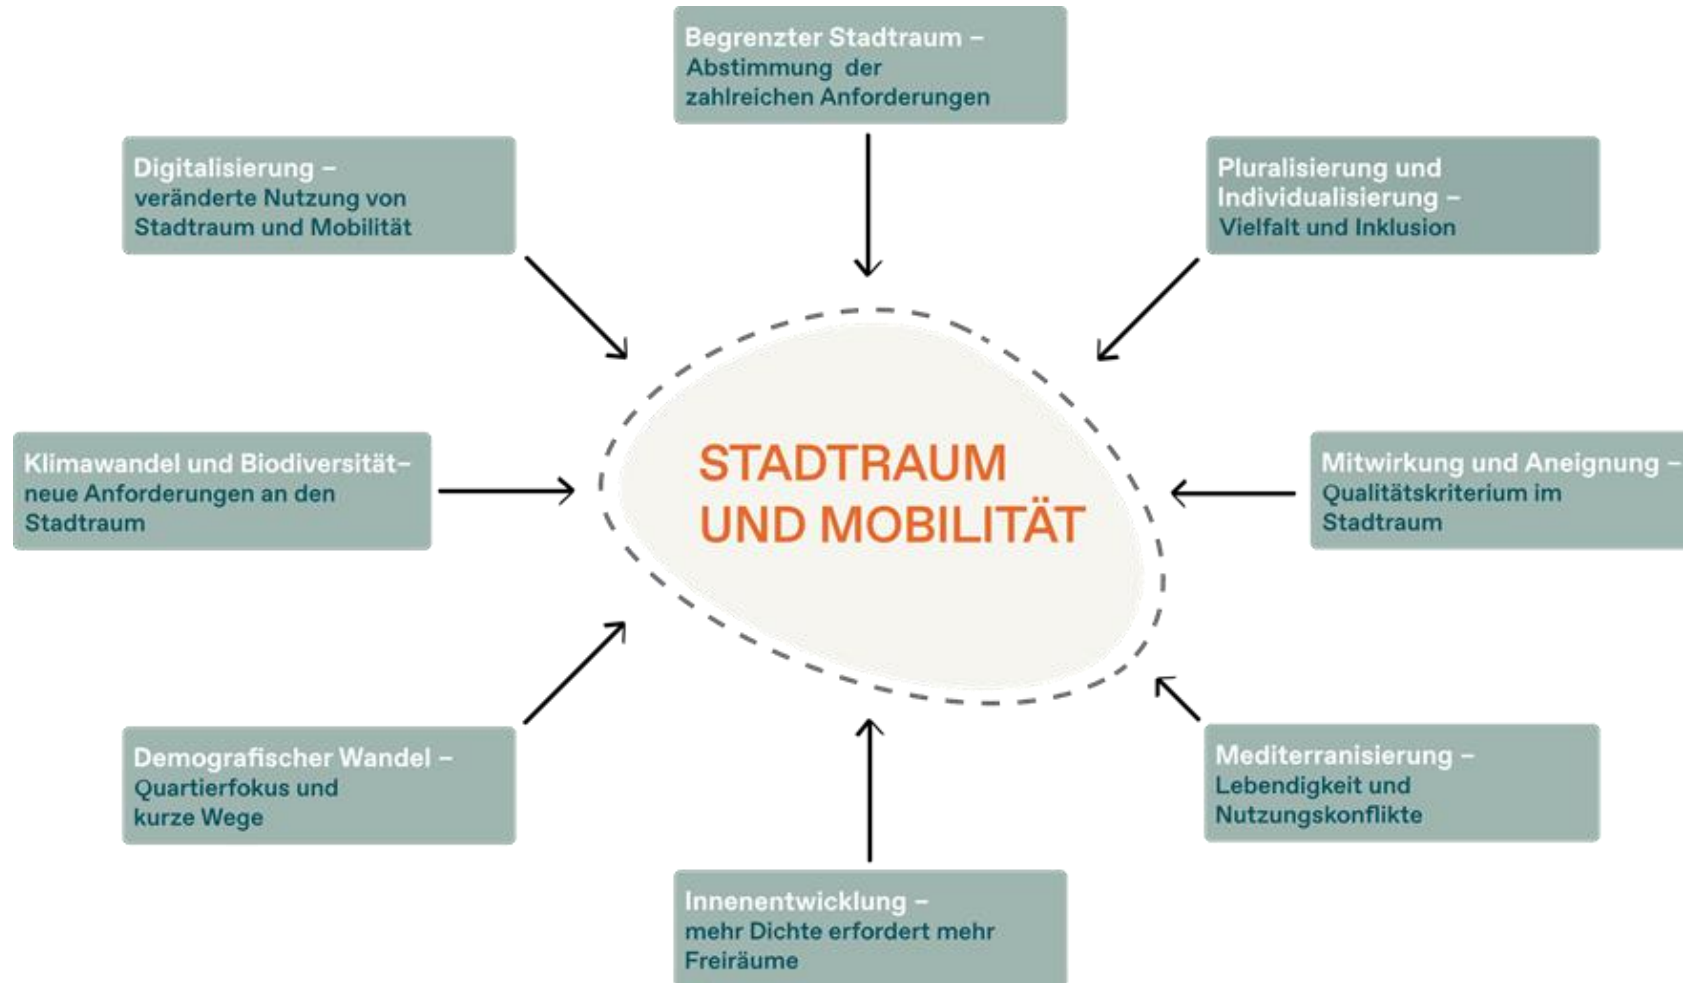 Begrenzter Stadtraum –
Abstimmung der
zahlreichen Anforderungen
Digitalisierung –
veränderte Nutzung von
Stadtraum und Mobilität
Pluralisierung und
Individualisierung –
Vielfalt und Inklusion
STADTRAUM
UND MOBILITÄT
Klimawandel und Biodiversität–
neue Anforderungen an den
Stadtraum
Mitwirkung und Aneignung –
Qualitätskriterium im
Stadtraum
Demografischer Wandel –
Quartierfokus und
kurze Wege
Mediterranisierung –
Lebendigkeit und
Nutzungskonflikte
Innenentwicklung –
mehr Dichte erfordert mehr
Freiräume